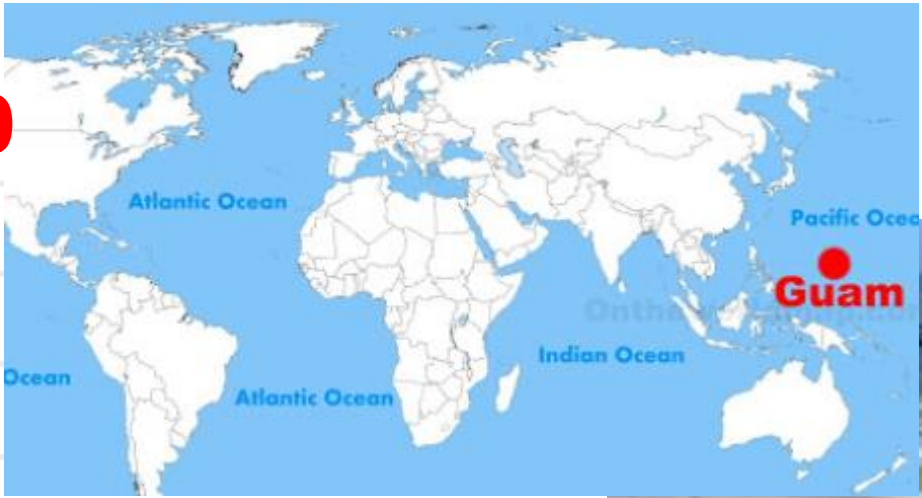 Atlantic Ocean
Pacific Ocea
Guam
Indian Ocean
Ocean
Atlantic Ocean